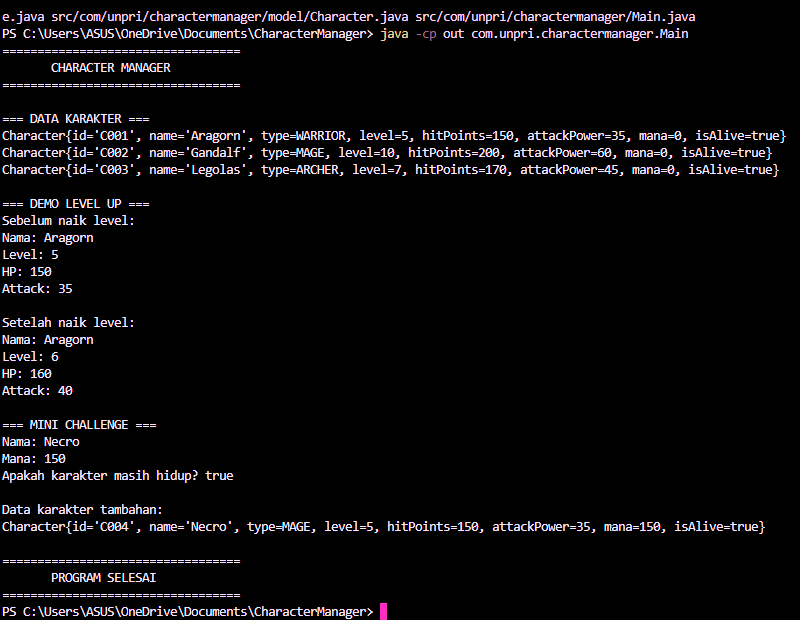 e.java src/com/unpri/charactermanager/model/Character.java src/com/unpri/charactermanager/Main.java
PS C:\Users\ASUS\OneDrive\Documents\CharacterManager> java -cp out com.unpri.charactermanager.Main
==================================
       CHARACTER MANAGER
==================================

=== DATA KARAKTER ===
Character{id='C001', name='Aragorn', type=WARRIOR, level=5, hitPoints=150, attackPower=35, mana=0, isAlive=true}
Character{id='C002', name='Gandalf', type=MAGE, level=10, hitPoints=200, attackPower=60, mana=0, isAlive=true}
Character{id='C003', name='Legolas', type=ARCHER, level=7, hitPoints=170, attackPower=45, mana=0, isAlive=true}

=== DEMO LEVEL UP ===
Sebelum naik level:
Nama: Aragorn
Level: 5
HP: 150
Attack: 35

Setelah naik level:
Nama: Aragorn
Level: 6
HP: 160
Attack: 40

=== MINI CHALLENGE ===
Nama: Necro
Mana: 150
Apakah karakter masih hidup? true

Data karakter tambahan:
Character{id='C004', name='Necro', type=MAGE, level=5, hitPoints=150, attackPower=35, mana=150, isAlive=true}

==================================
       PROGRAM SELESAI
==================================
PS C:\Users\ASUS\OneDrive\Documents\CharacterManager>